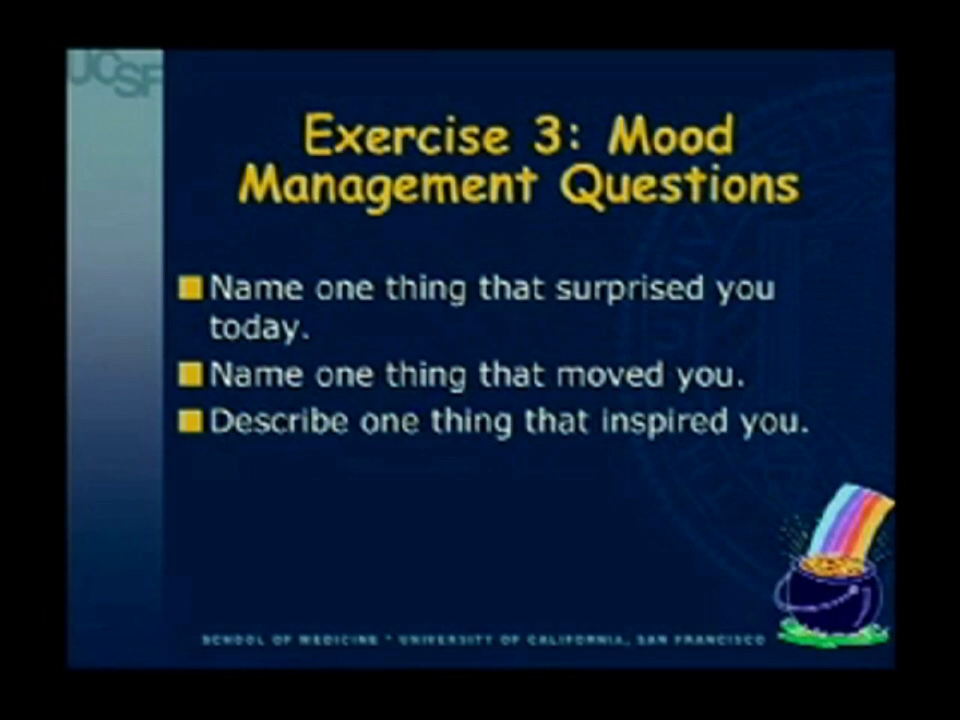 UCSF
Exercise 3: Mood
Management Questions
Name one thing that surprised you
today.
Name one thing that moved you.
Describe one thing that inspired you.
SCHOOL OF MEDICINE * UNIVERSITY OF CALIFORNIA, SAN FRANCISCO